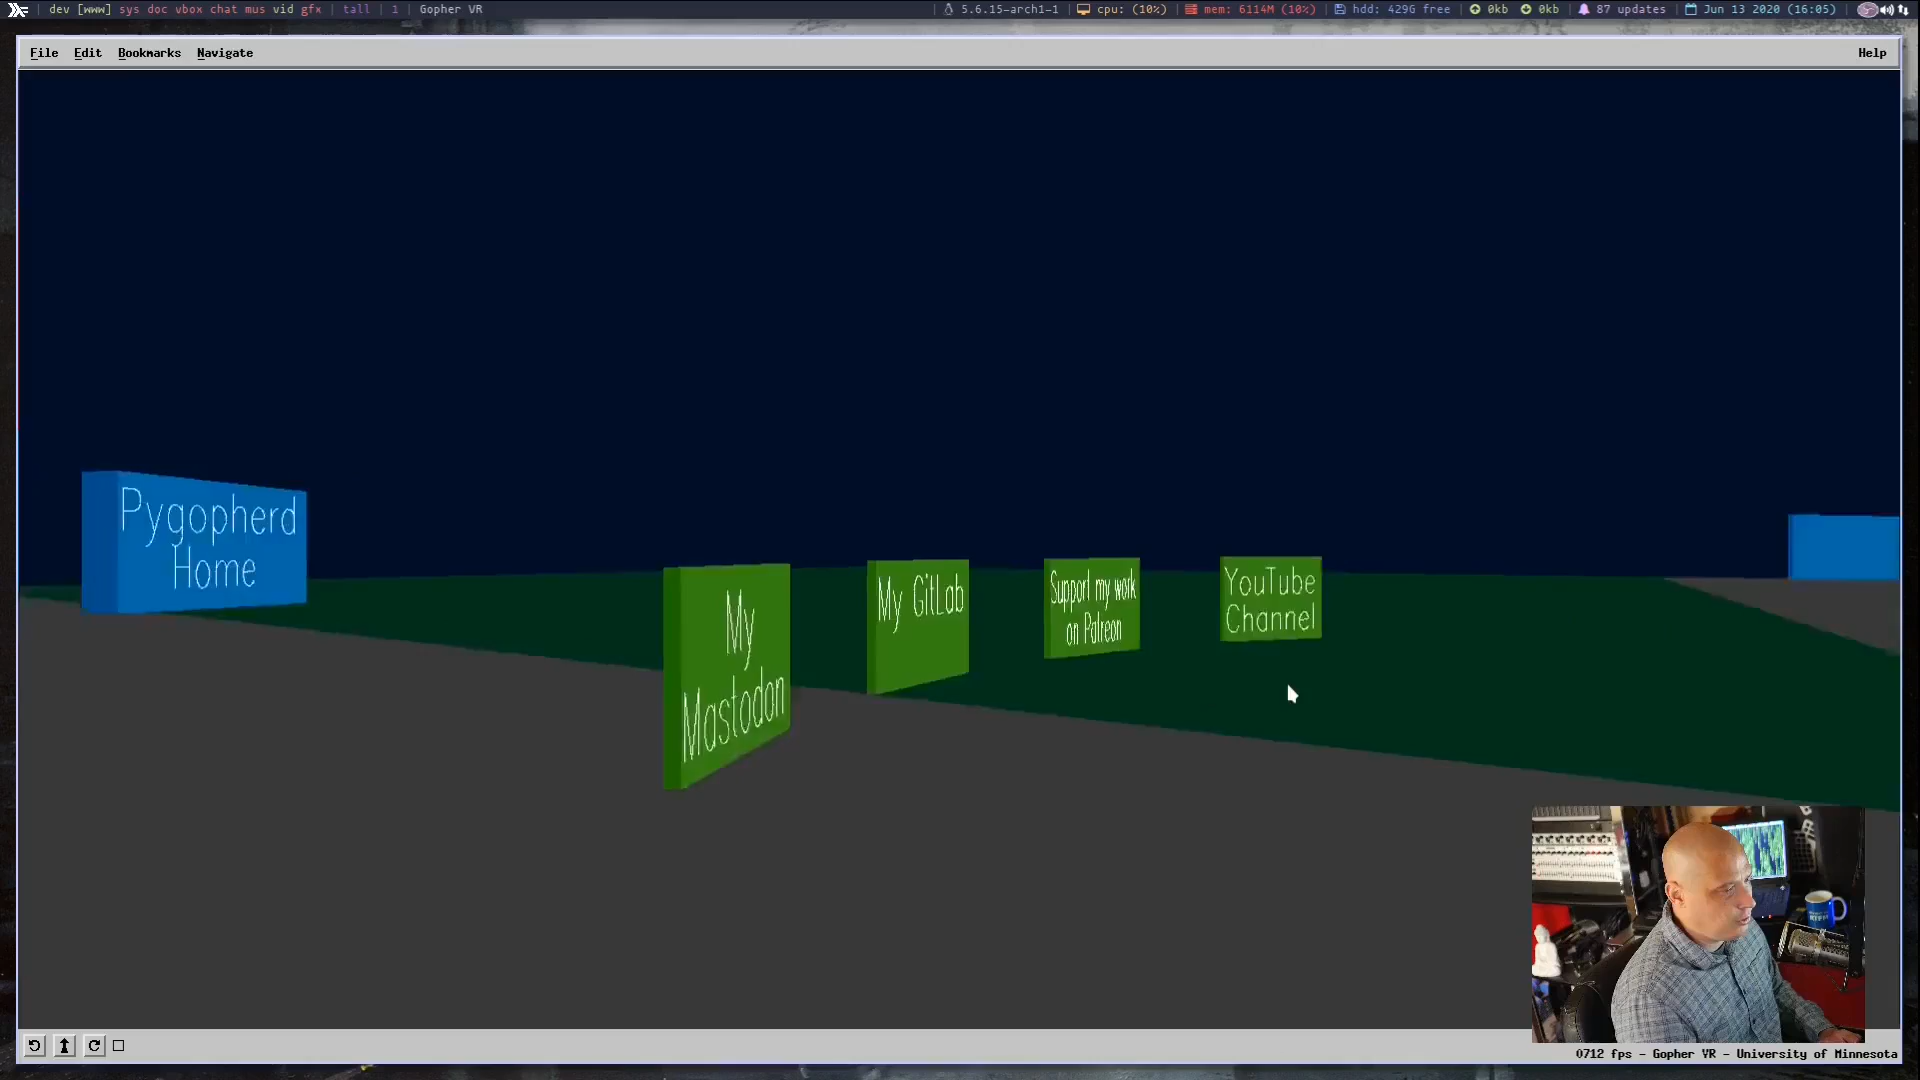 dev [www] sys doc vbox chat mus vid gfx | tall | 1 | Gopher VR
| 5.6.15-arch1-1 | cpu: (10%) | mem: 6114M (10%) | hdd: 429G free | 0kb 0kb | 87 updates | Jun 13 2020 (16:05) |
File Edit Bookmarks Navigate Help
Pygopherd
Home
My
Mastodon
My GitLab
Support my work
on Patreon
YouTube
Channel
0712 fps - Gopher VR - University of Minnesota